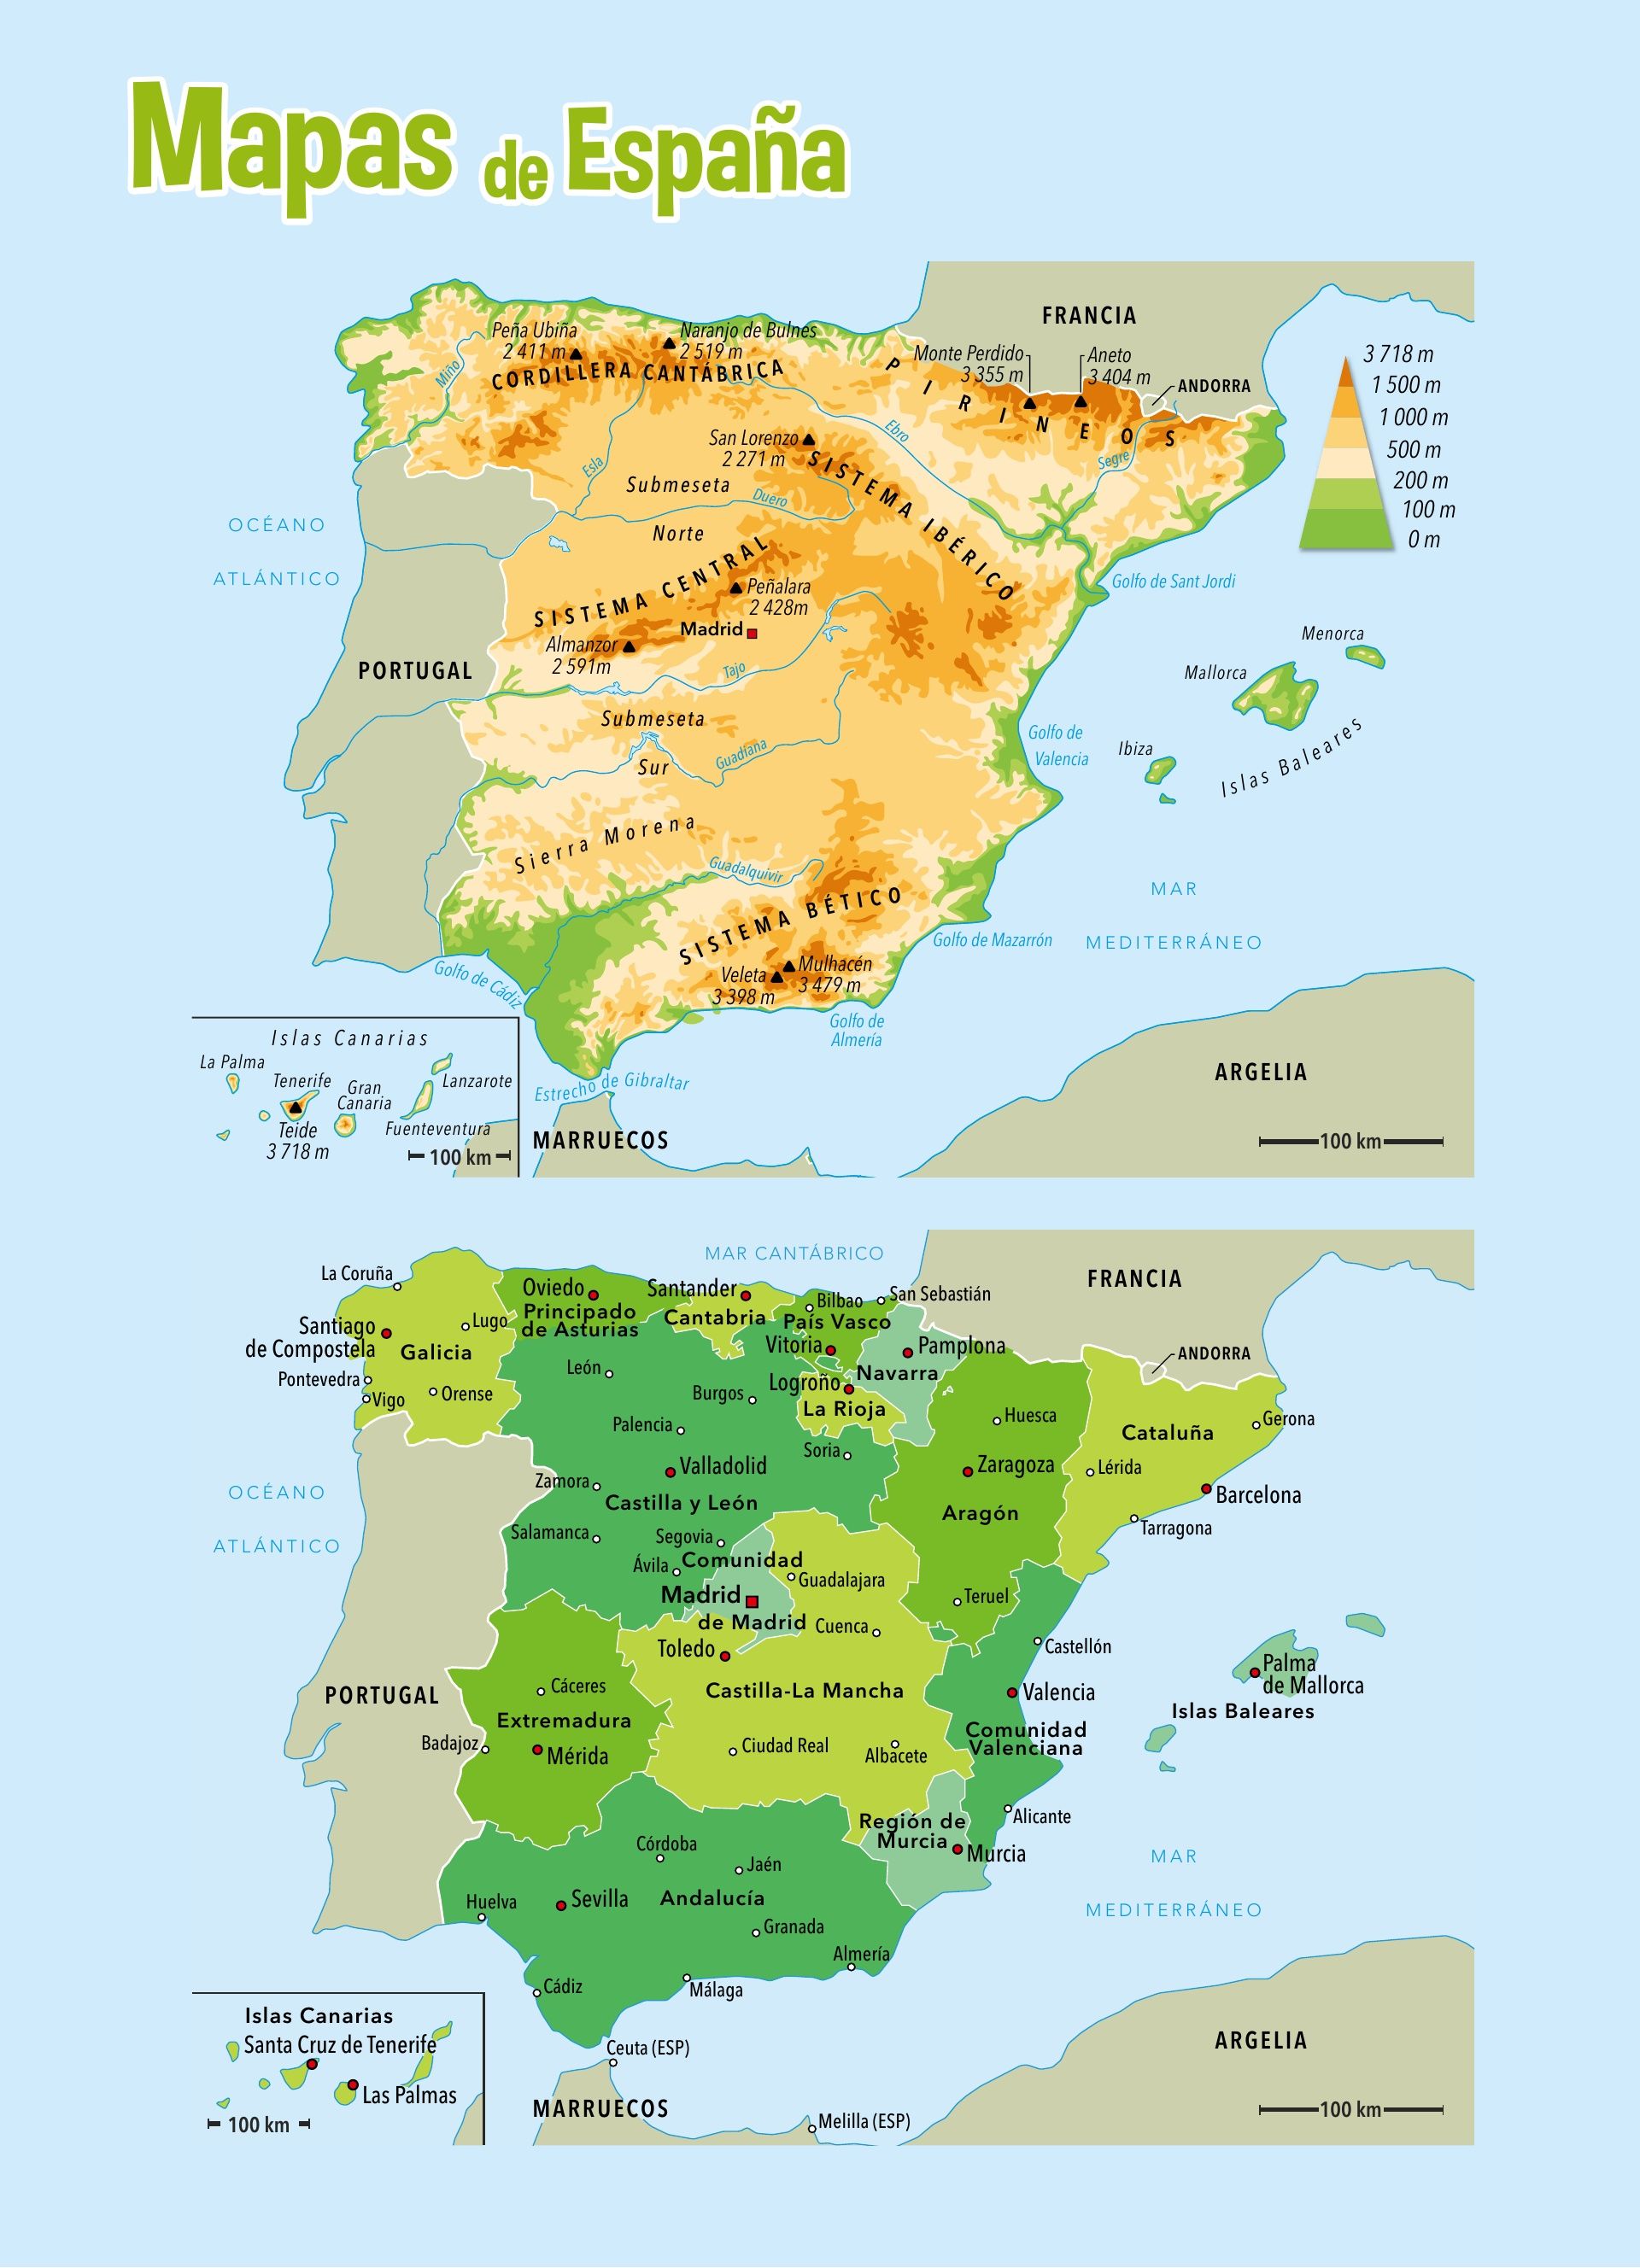 Mapas de España
FRANCIA
Peña Ubiña
2 411 m
Naranjo de Bulnes
2 519 m
CORDILLERA CANTÁBRICA
Miño
Monte Perdido
3 355 m
Aneto
3 404 m
ANDORRA
PIRINEOS
3 718 m
1 500 m
1 000 m
500 m
200 m
100 m
0 m
San Lorenzo
2 271 m
Ebro
Segre
Esla
Submeseta
Norte
Duero
SISTEMA IBÉRICO
OCÉANO
ATLÁNTICO
SISTEMA CENTRAL
Peñalara
2 428m
Madrid
Almanzor
2 591m
Golfo de Sant Jordi
Menorca
Mallorca
PORTUGAL
Tajo
Submeseta
Sur
Guadiana
Golfo de
Valencia
Ibiza
Islas Baleares
Sierra Morena
Guadalquivir
SISTEMA BÉTICO
MAR
MEDITERRÁNEO
Golfo de Mazarrón
Golfo de Cádiz
Veleta
3 398 m
Mulhacén
3 479 m
Golfo de
Almería
Islas Canarias
La Palma
Tenerife
Gran
Canaria
Lanzarote
Teide
3 718 m
Fuenteventura
100 km
Estrecho de Gibraltar
MARRUECOS
ARGELIA
100 km
MAR CANTÁBRICO
FRANCIA
La Coruña
Oviedo
Principado
de Asturias
Santander
Cantabria
Bilbao
San Sebastián
País Vasco
Vitoria
Santiago
de Compostela
Lugo
Galicia
Pontevedra
Vigo
Orense
Pamplona
Navarra
ANDORRA
León
Burgos
Logroño
La Rioja
Palencia
Soria
Huesca
Cataluña
Gerona
Valladolid
Zamora
Castilla y León
Zaragoza
Lérida
Barcelona
Aragón
Tarragona
OCÉANO
ATLÁNTICO
Salamanca
Segovia
Ávila
Comunidad
de Madrid
Madrid
Guadalajara
Teruel
Cuenca
Toledo
Castellón
Palma
de Mallorca
Islas Baleares
PORTUGAL
Cáceres
Extremadura
Castilla-La Mancha
Valencia
Comunidad
Valenciana
Badajoz
Mérida
Ciudad Real
Albacete
Región de
Murcia
Alicante
Murcia
MAR
MEDITERRÁNEO
Córdoba
Jaén
Huelva
Sevilla
Andalucía
Granada
Almería
Cádiz
Málaga
Islas Canarias
Santa Cruz de Tenerife
Las Palmas
100 km
Ceuta (ESP)
MARRUECOS
Melilla (ESP)
ARGELIA
100 km